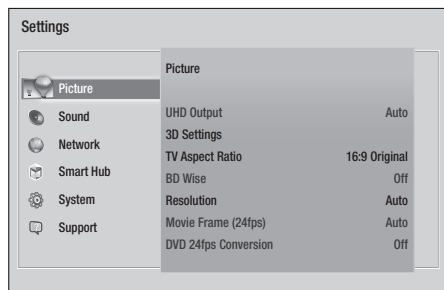 Settings
Picture
Sound
Network
Smart Hub
System
Support
Picture
UHD Output Auto
3D Settings
TV Aspect Ratio 16:9 Original
BD Wise Off
Resolution Auto
Movie Frame (24fps) Auto
DVD 24fps Conversion Off